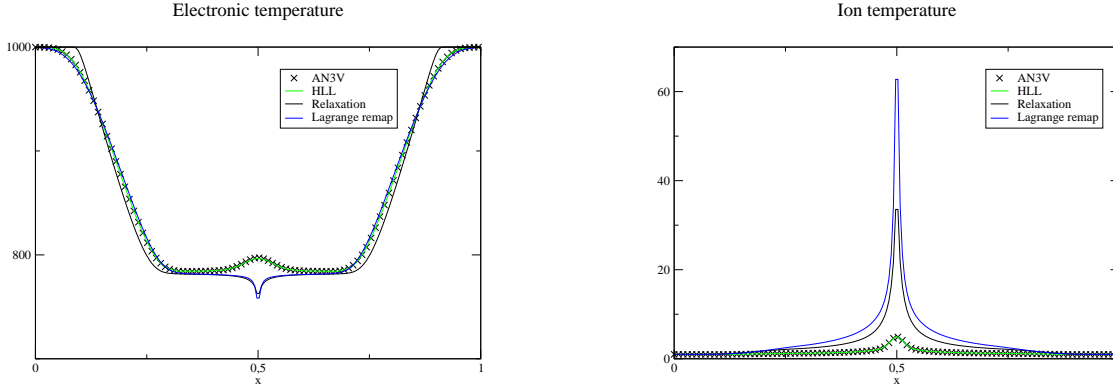 Electronic temperature
1000
800
0
0,5
1
x
AN3V
HLL
Relaxation
Lagrange remap
Ion temperature
60
40
20
0
0
0,5
x
AN3V
HLL
Relaxation
Lagrange remap